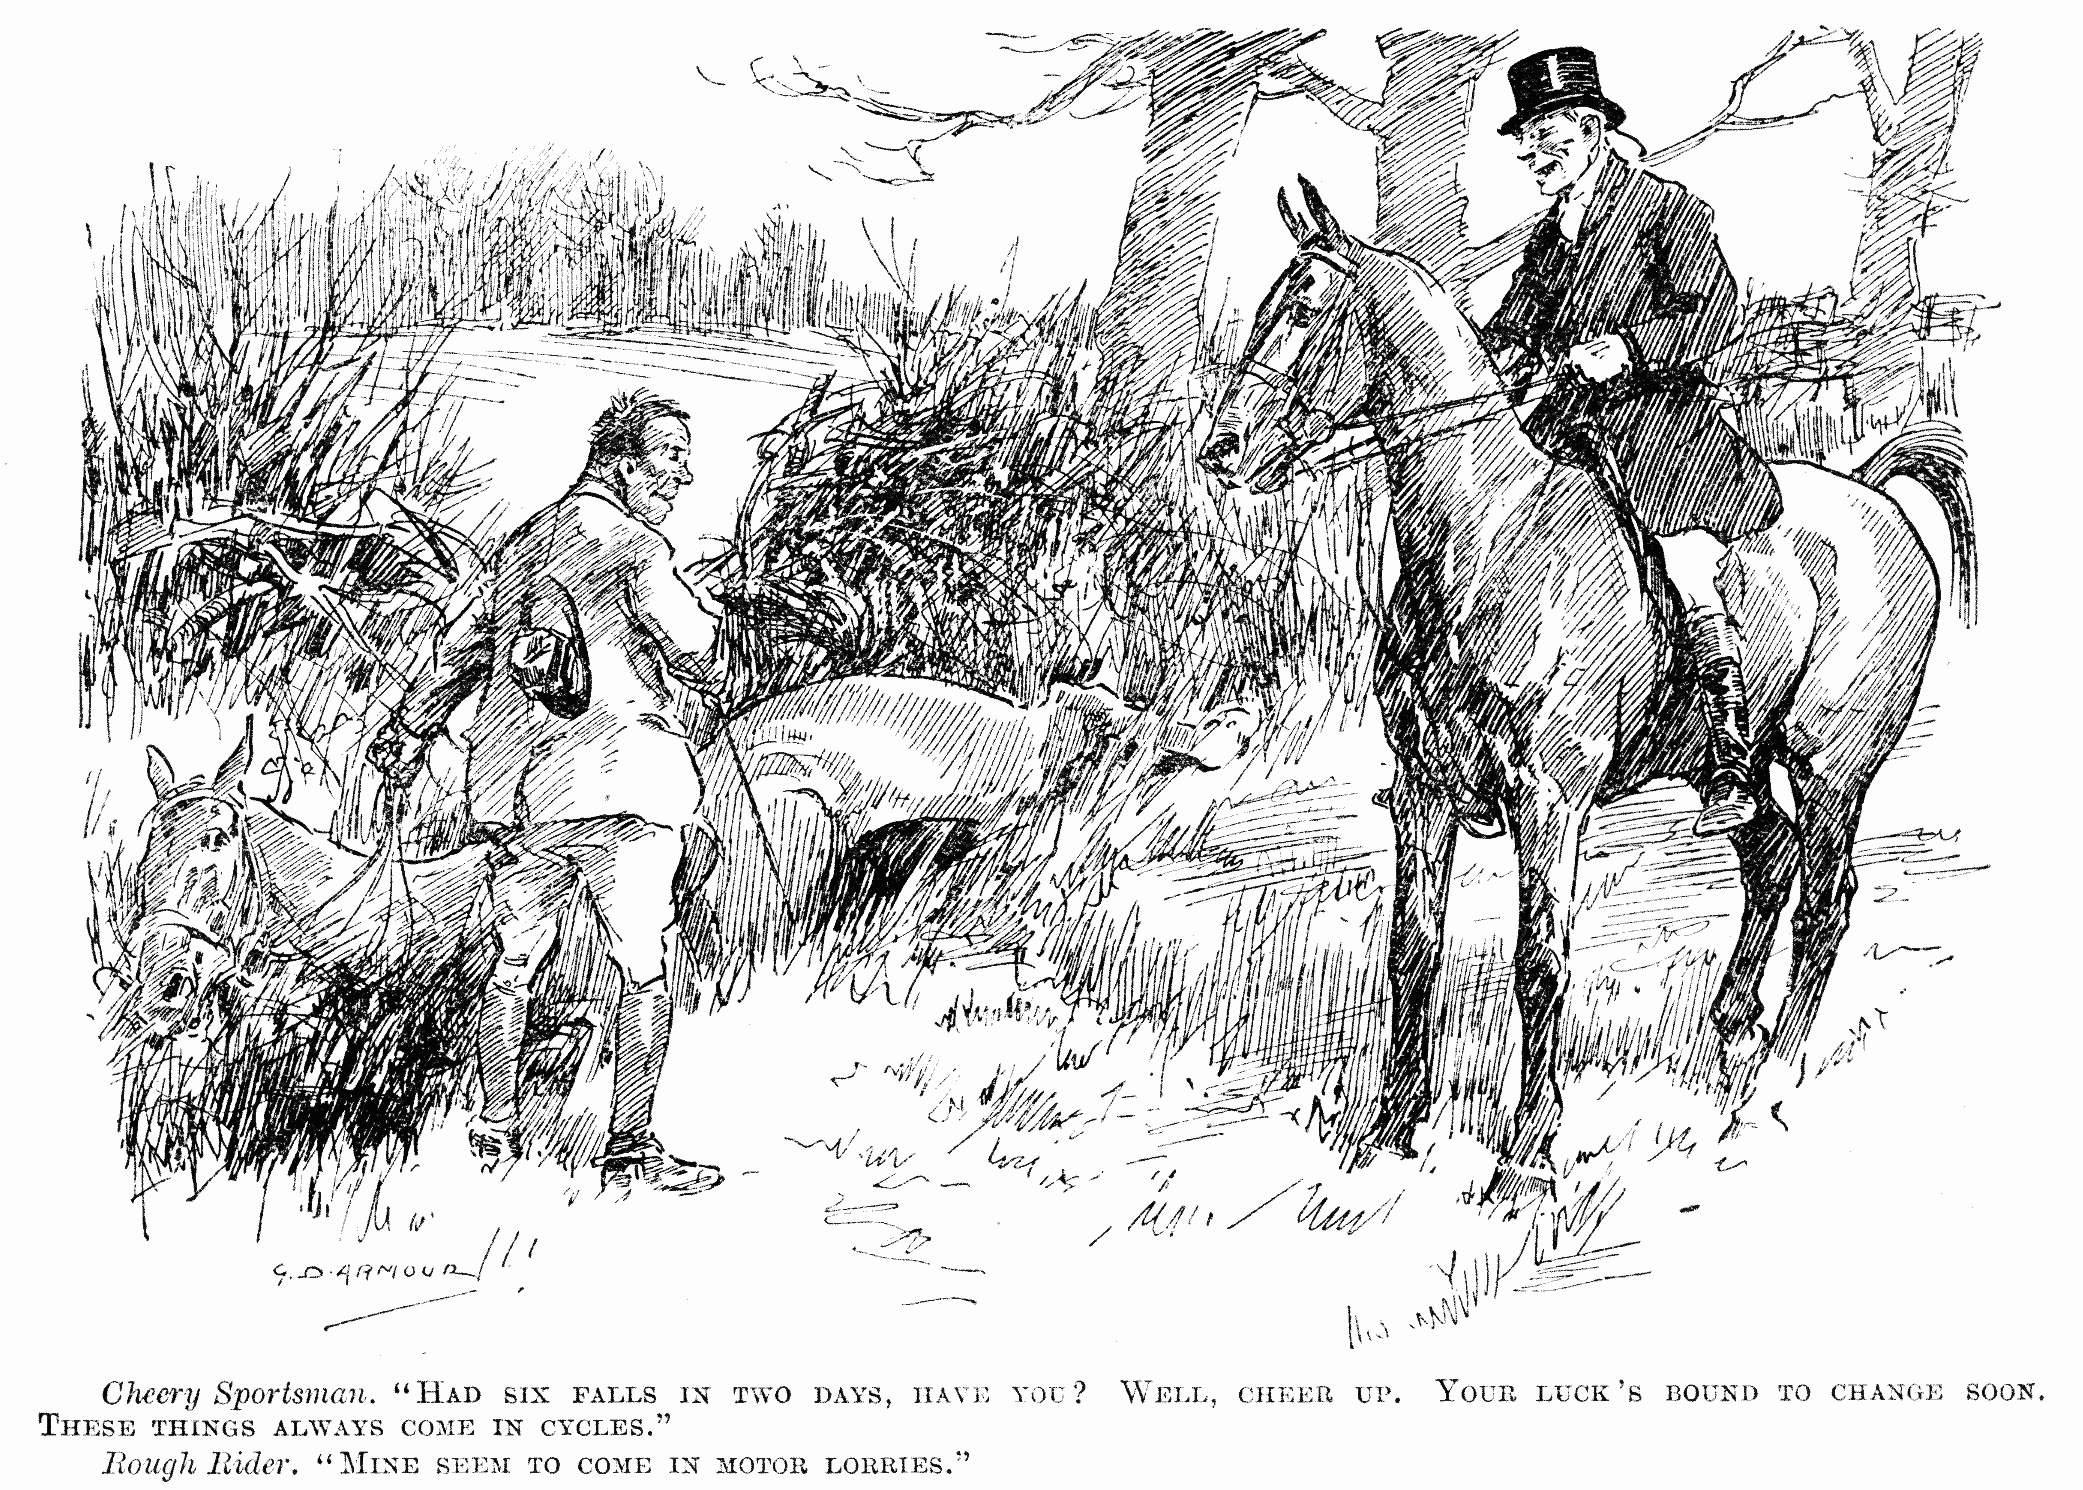 G.D.ARMOUR
Cheery Sportsman. "HAD SIX FALLS IN TWO DAYS, HAVE YOU? WELL, CHEER UP. YOUR LUCK'S BOUND TO CHANGE SOON.
THESE THINGS ALWAYS COME IN CYCLES."
Rough Rider. "MINE SEEM TO COME IN MOTOR LORRIES."